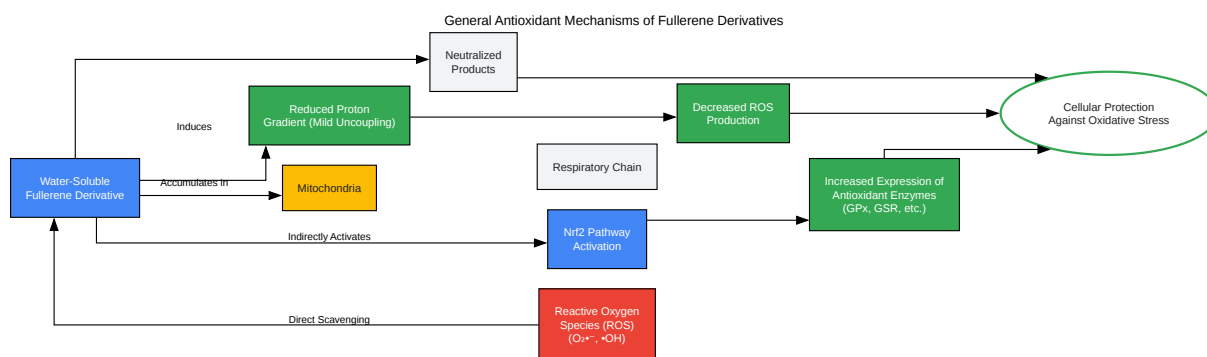 General Antioxidant Mechanisms of Fullerene Derivatives
Neutralized
Products
Reduced Proton
Gradient (Mild Uncoupling)
Decreased ROS
Production
Cellular Protection
Against Oxidative Stress
Induces
Respiratory Chain
Water-Soluble
Fullerene Derivative
Accumulates In
Mitochondria
Increased Expression of
Antioxidant Enzymes
(GPx, GSR, etc.)
Indirectly Activates
Nrf2 Pathway
Activation
Direct Scavenging
Reactive Oxygen
Species (ROS)
(O₂•⁻, •OH)